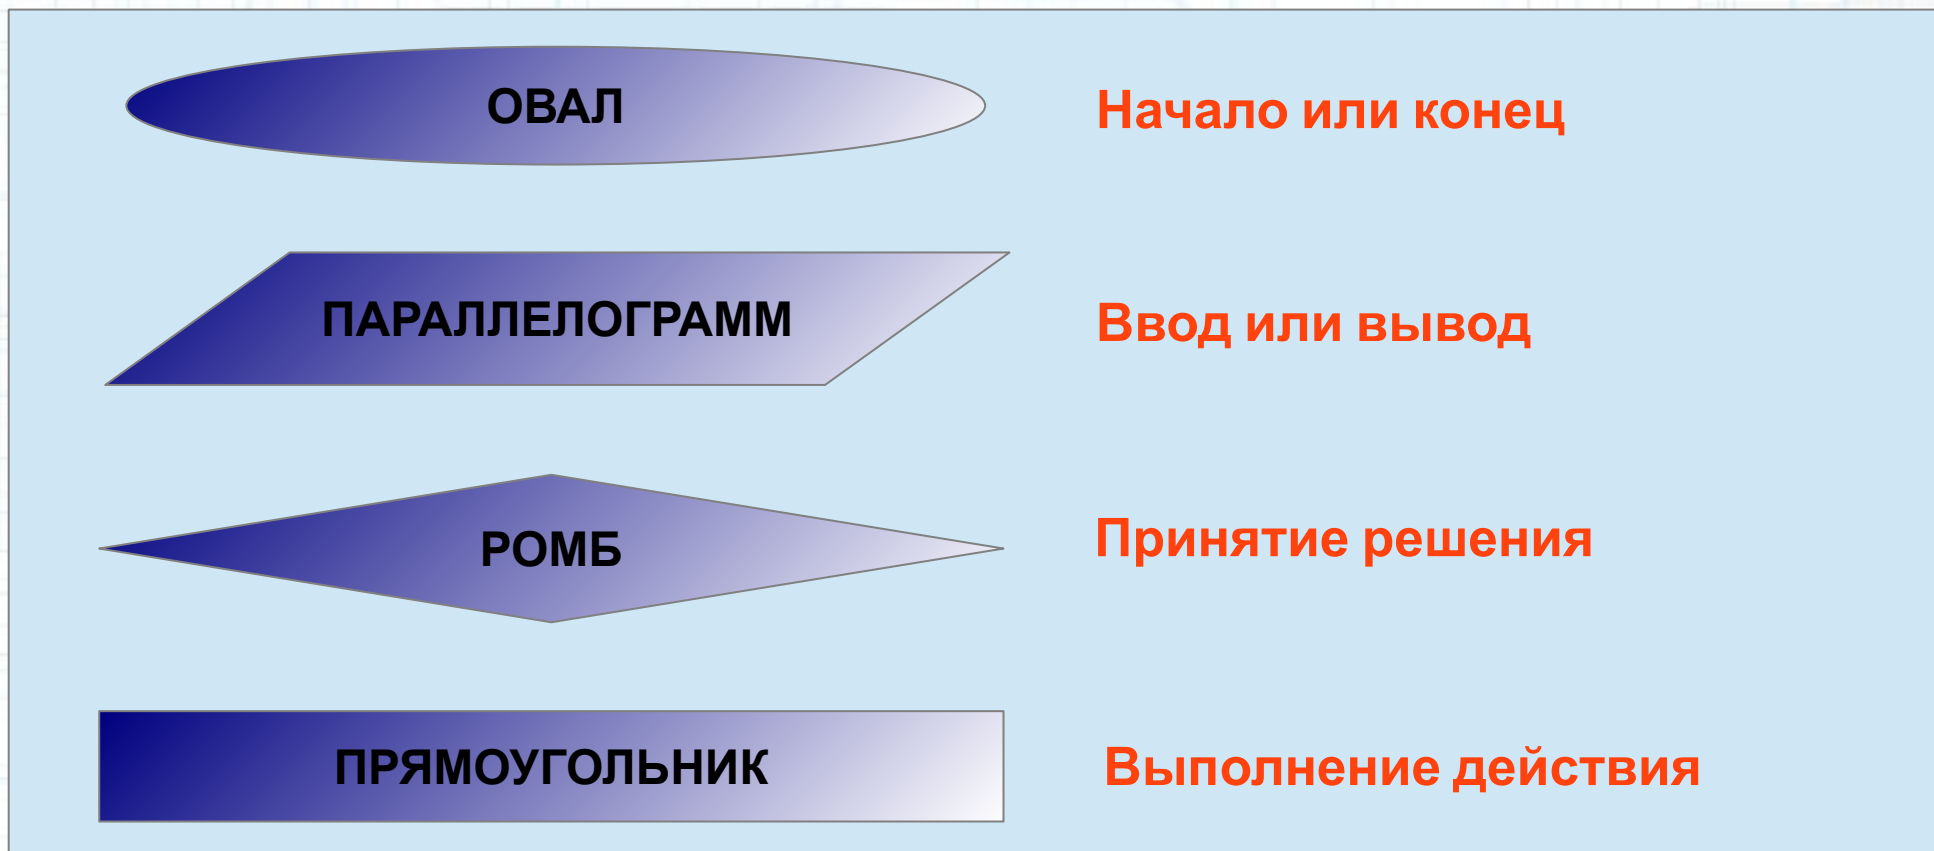 ОВАЛ
Начало или конец
ПАРАЛЛЕЛОГРАММ
Ввод или вывод
РОМБ
Принятие решения
ПРЯМОУГОЛЬНИК
Выполнение действия